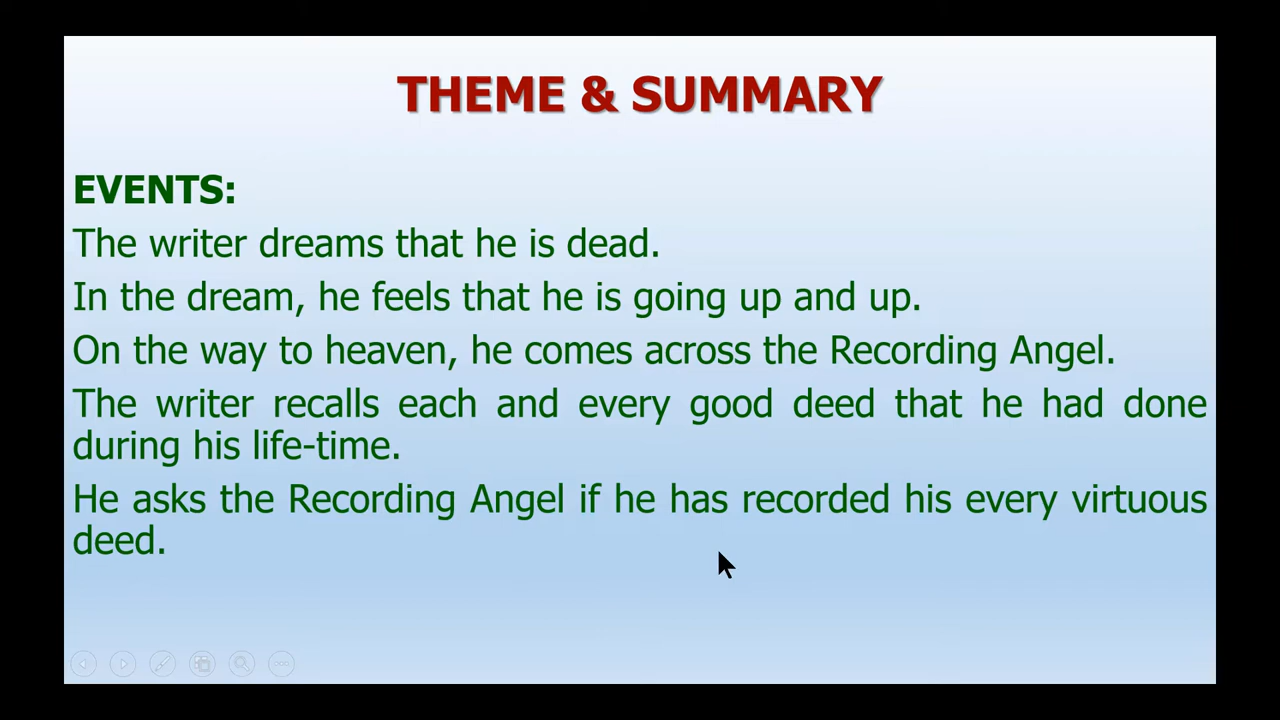 THEME & SUMMARY
EVENTS:
The writer dreams that he is dead.
In the dream, he feels that he is going up and up.
On the way to heaven, he comes across the Recording Angel.
The writer recalls each and every good deed that he had done
during his life-time.
He asks the Recording Angel if he has recorded his every virtuous
deed.